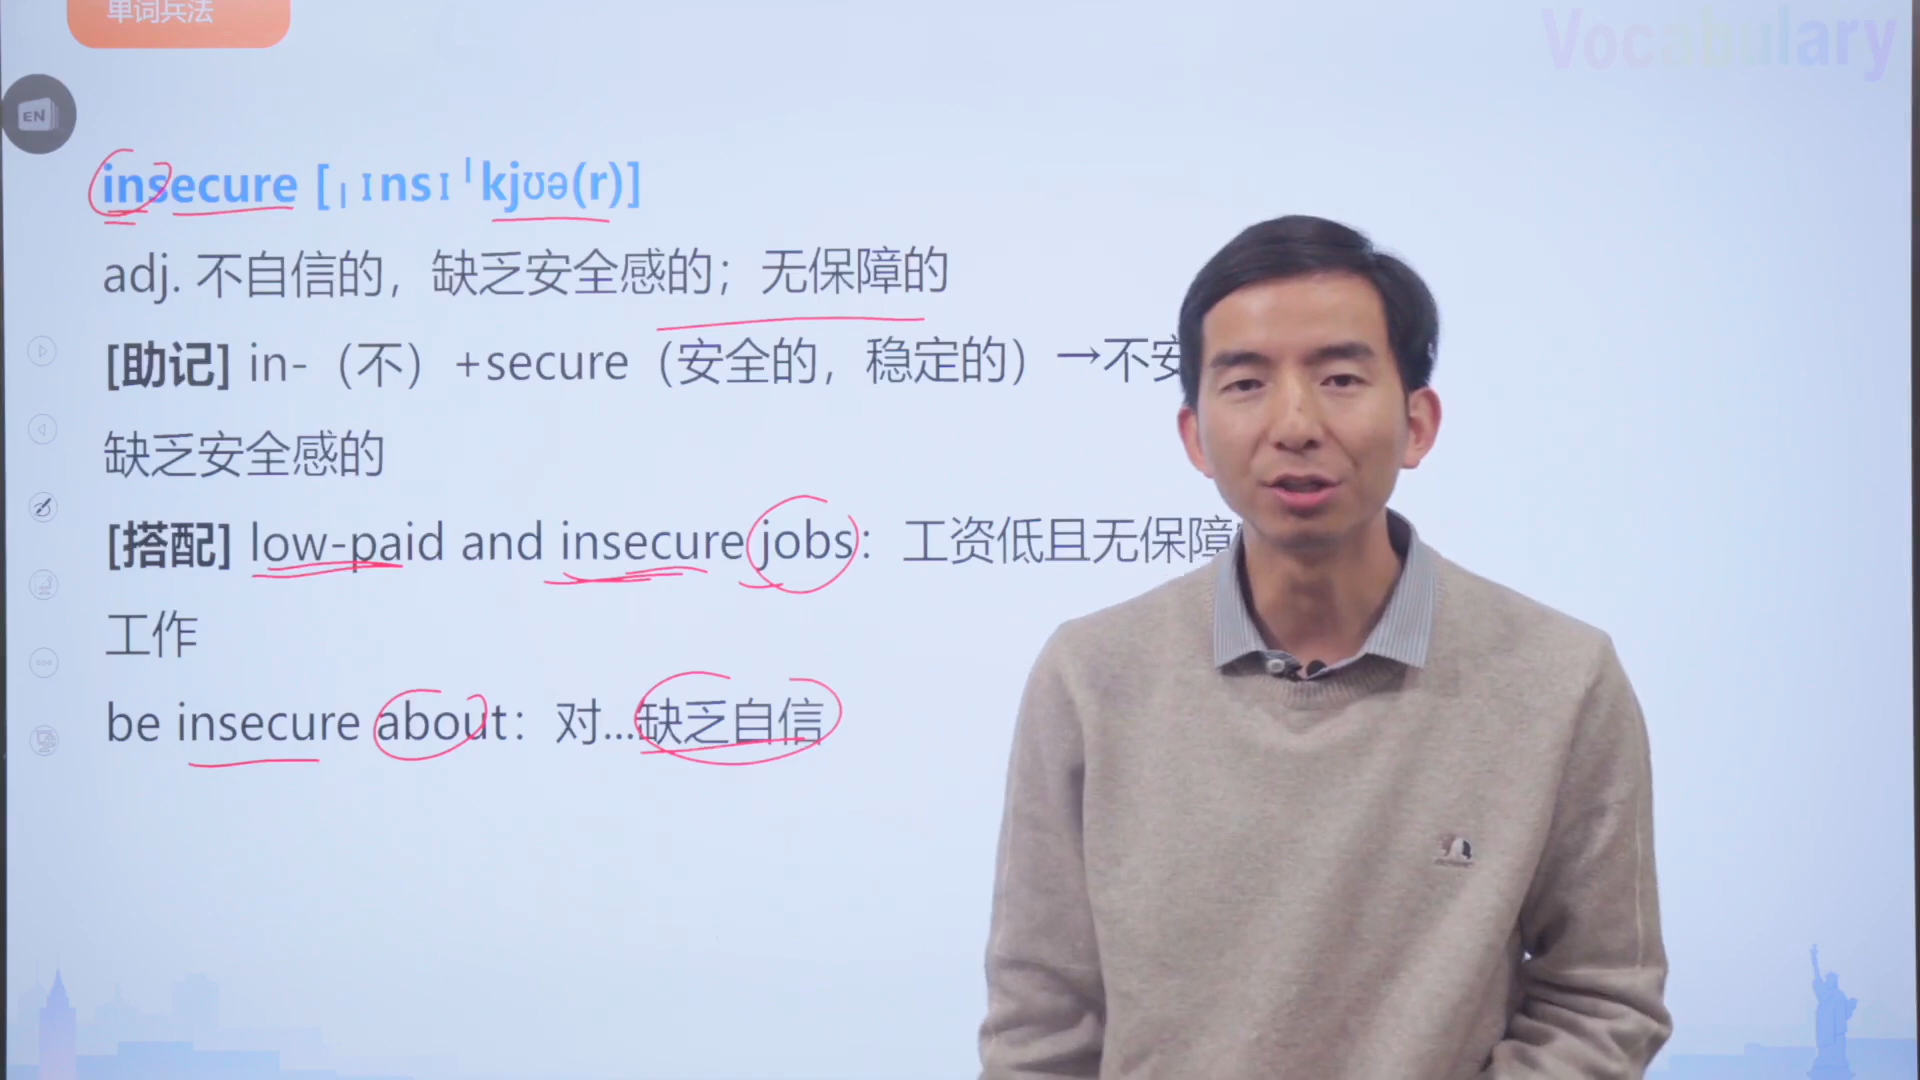 单词兵法
Vocabulary
EN
insecure [ˌɪnsɪˈkjʊə(r)]
adj. 不自信的，缺乏安全感的；无保障的
[助记] in-（不）+secure（安全的，稳定的）→不安
缺乏安全感的
[搭配] low-paid and insecure jobs：工资低且无保障
工作
be insecure about：对...缺乏自信